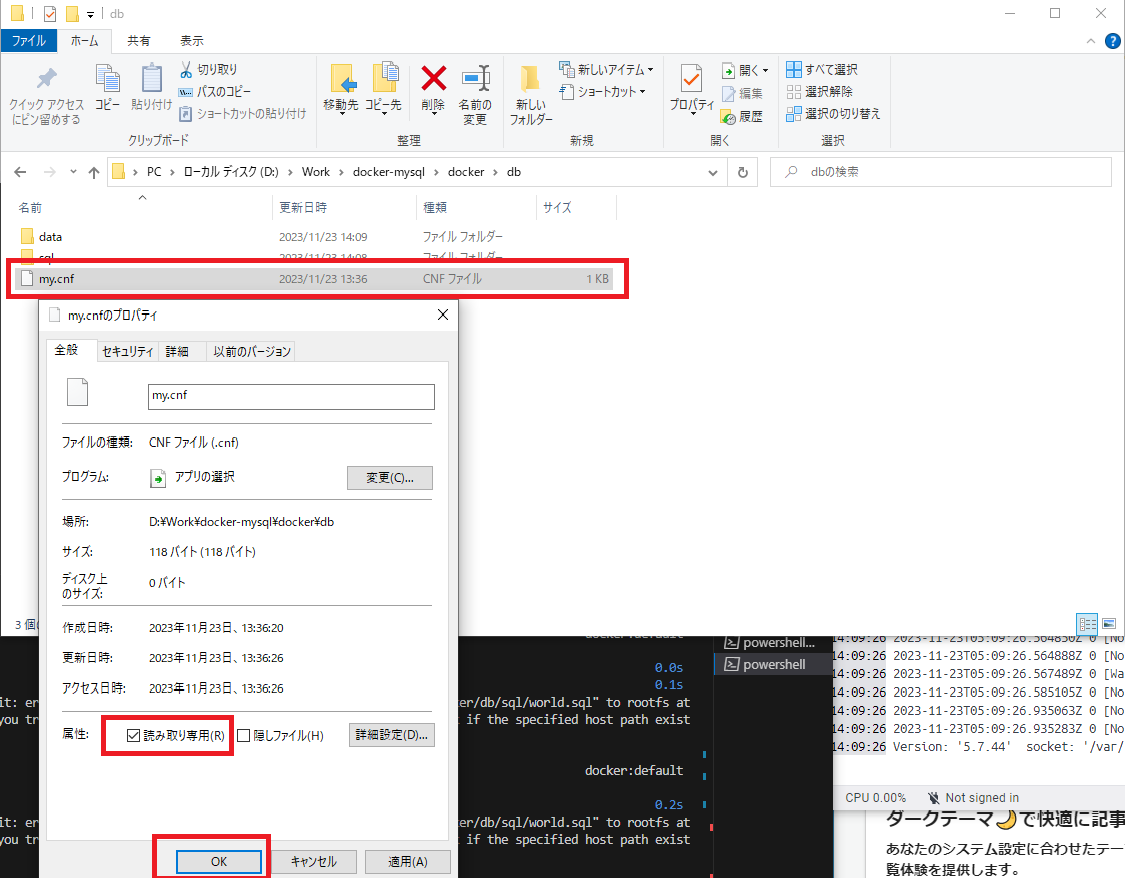 db
ファイル ホーム 共有 表示
クイック アクセス
にピン留めする
コピー
貼り付け
切り取り
パスのコピー
ショートカットの貼り付け
クリップボード
移動先
コピー先
削除
名前の
変更
整理
新しい
フォルダー
新しいアイテム
ショートカット
新規
プロパティ
開く
編集
履歴
開く
すべて選択
選択解除
選択の切り替え
選択
PC › ローカル ディスク (D:) › Work › docker-mysql › docker › db
dbの検索
名前 更新日時 種類 サイズ
data 2023/11/23 14:09 ファイル フォルダー
sql 2023/11/23 14:08 ファイル フォルダー
my.cnf 2023/11/23 13:36 CNF ファイル 1 KB
my.cnfのプロパティ
全般 セキュリティ 詳細 以前のバージョン
my.cnf
ファイルの種類: CNF ファイル (.cnf)
プログラム: アプリの選択 変更(C)...
場所: D:¥Work¥docker-mysql¥docker¥db
サイズ: 118 バイト (118 バイト)
ディスク上
のサイズ:
0 バイト
作成日時: 2023年11月23日、13:36:20
更新日時: 2023年11月23日、13:36:26
アクセス日時: 2023年11月23日、13:36:26
属性: 読み取り専用(R) 隠しファイル(H) 詳細設定(D)...
OK キャンセル 適用(A)
3 個
docker:default
0.0s
0.1s
it: er
er/db/sql/world.sql" to rootfs at
you tr
if the specified host path exist
docker:default
0.2s
it: er
er/db/sql/world.sql" to rootfs at
you tr
if the specified host path exist
powershell...
powershell
14:09:26 2023-11-23T05:09:26.564850Z 0 [No
14:09:26 2023-11-23T05:09:26.564888Z 0 [No
14:09:26 2023-11-23T05:09:26.567489Z 0 [Wa
14:09:26 2023-11-23T05:09:26.585105Z 0 [No
14:09:26 2023-11-23T05:09:26.935063Z 0 [No
14:09:26 2023-11-23T05:09:26.935283Z 0 [No
14:09:26 Version: '5.7.44' socket: '/var/
CPU 0.00% Not signed in
ダークテーマ🌙で快適に記事
あなたのシステム設定に合わせたテー
覧体験を提供します。